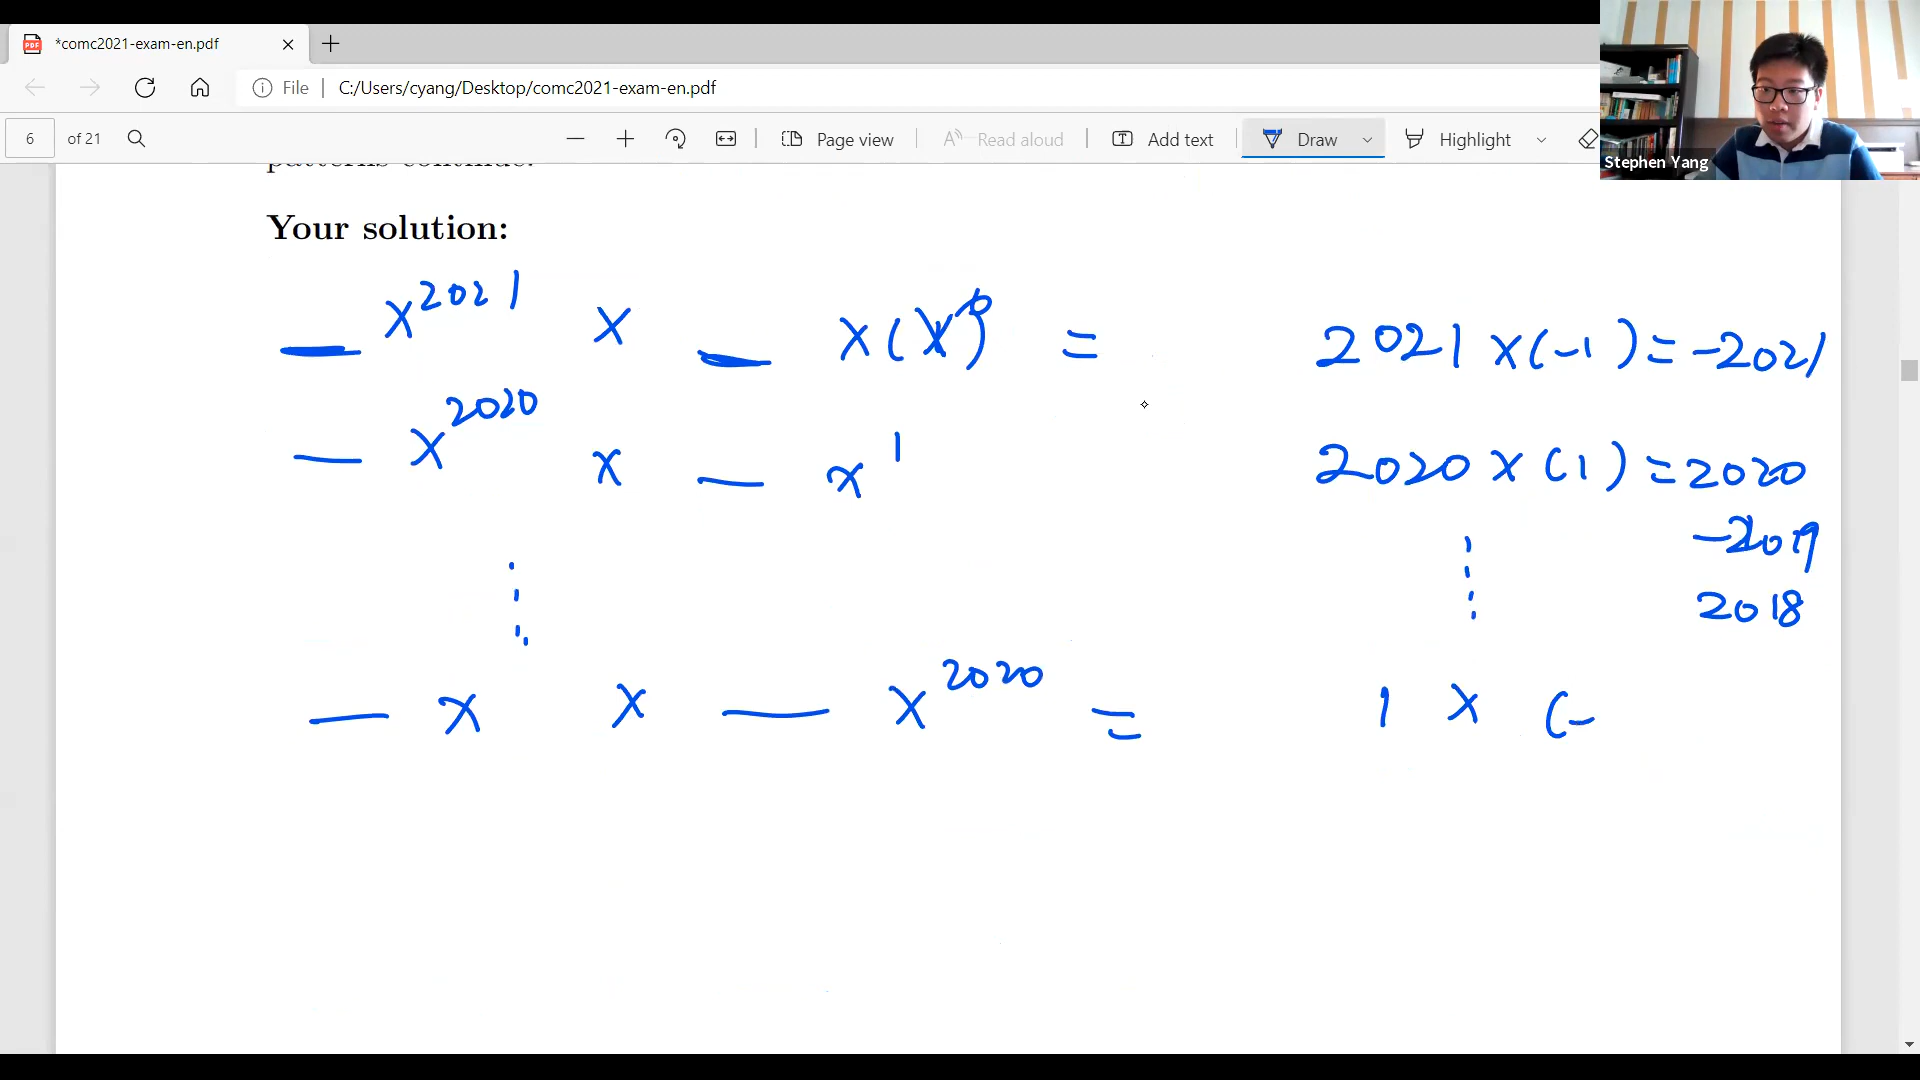 *comc2021-exam-en.pdf
File | C:/Users/cyang/Desktop/comc2021-exam-en.pdf
6 of 21 Page view Read aloud Add text Draw Highlight
Stephen Yang
patterns continue.
Your solution:
— x^2021 x — x(x^0) = 2021 x (-1) = -2021
— x^2020 x — x^1 2020 x (1) = 2020
-2019
2018
— x x — x^2020 = 1 x (-